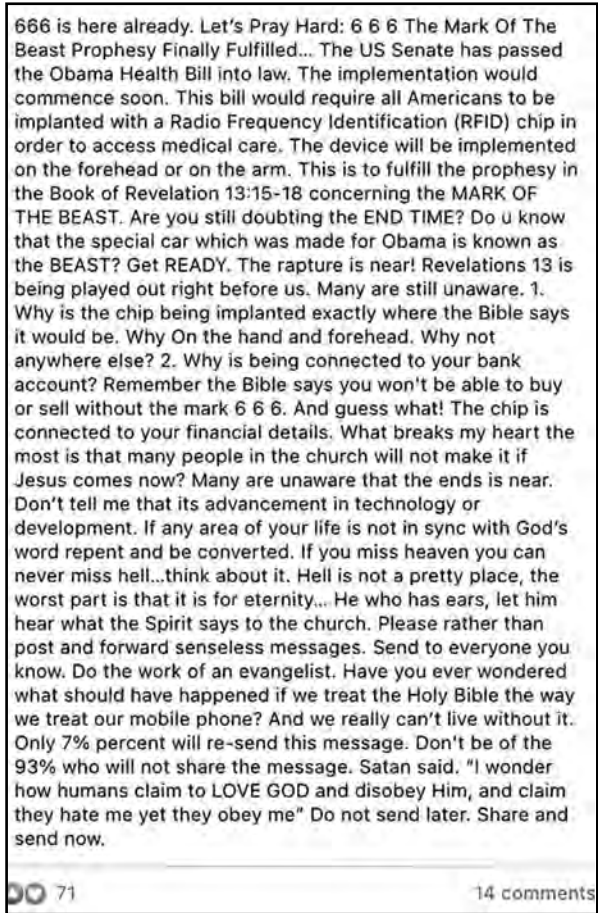 666 is here already. Let's Pray Hard: 6 6 6 The Mark Of The
Beast Prophesy Finally Fulfilled... The US Senate has passed
the Obama Health Bill into law. The implementation would
commence soon. This bill would require all Americans to be
implanted with a Radio Frequency Identification (RFID) chip in
order to access medical care. The device will be implemented
on the forehead or on the arm. This is to fulfill the prophesy in
the Book of Revelation 13:15-18 concerning the MARK OF
THE BEAST. Are you still doubting the END TIME? Do u know
that the special car which was made for Obama is known as
the BEAST? Get READY. The rapture is near! Revelations 13 is
being played out right before us. Many are still unaware. 1.
Why is the chip being implanted exactly where the Bible says
it would be. Why On the hand and forehead. Why not
anywhere else? 2. Why is being connected to your bank
account? Remember the Bible says you won't be able to buy
or sell without the mark 6 6 6. And guess what! The chip is
connected to your financial details. What breaks my heart the
most is that many people in the church will not make it if
Jesus comes now? Many are unaware that the ends is near.
Don't tell me that its advancement in technology or
development. If any area of your life is not in sync with God's
word repent and be converted. If you miss heaven you can
never miss hell...think about it. Hell is not a pretty place, the
worst part is that it is for eternity... He who has ears, let him
hear what the Spirit says to the church. Please rather than
post and forward senseless messages. Send to everyone you
know. Do the work of an evangelist. Have you ever wondered
what should have happened if we treat the Holy Bible the way
we treat our mobile phone? And we really can't live without it.
Only 7% percent will re-send this message. Don't be of the
93% who will not share the message. Satan said. "I wonder
how humans claim to LOVE GOD and disobey Him, and claim
they hate me yet they obey me" Do not send later. Share and
send now.
71 14 comments